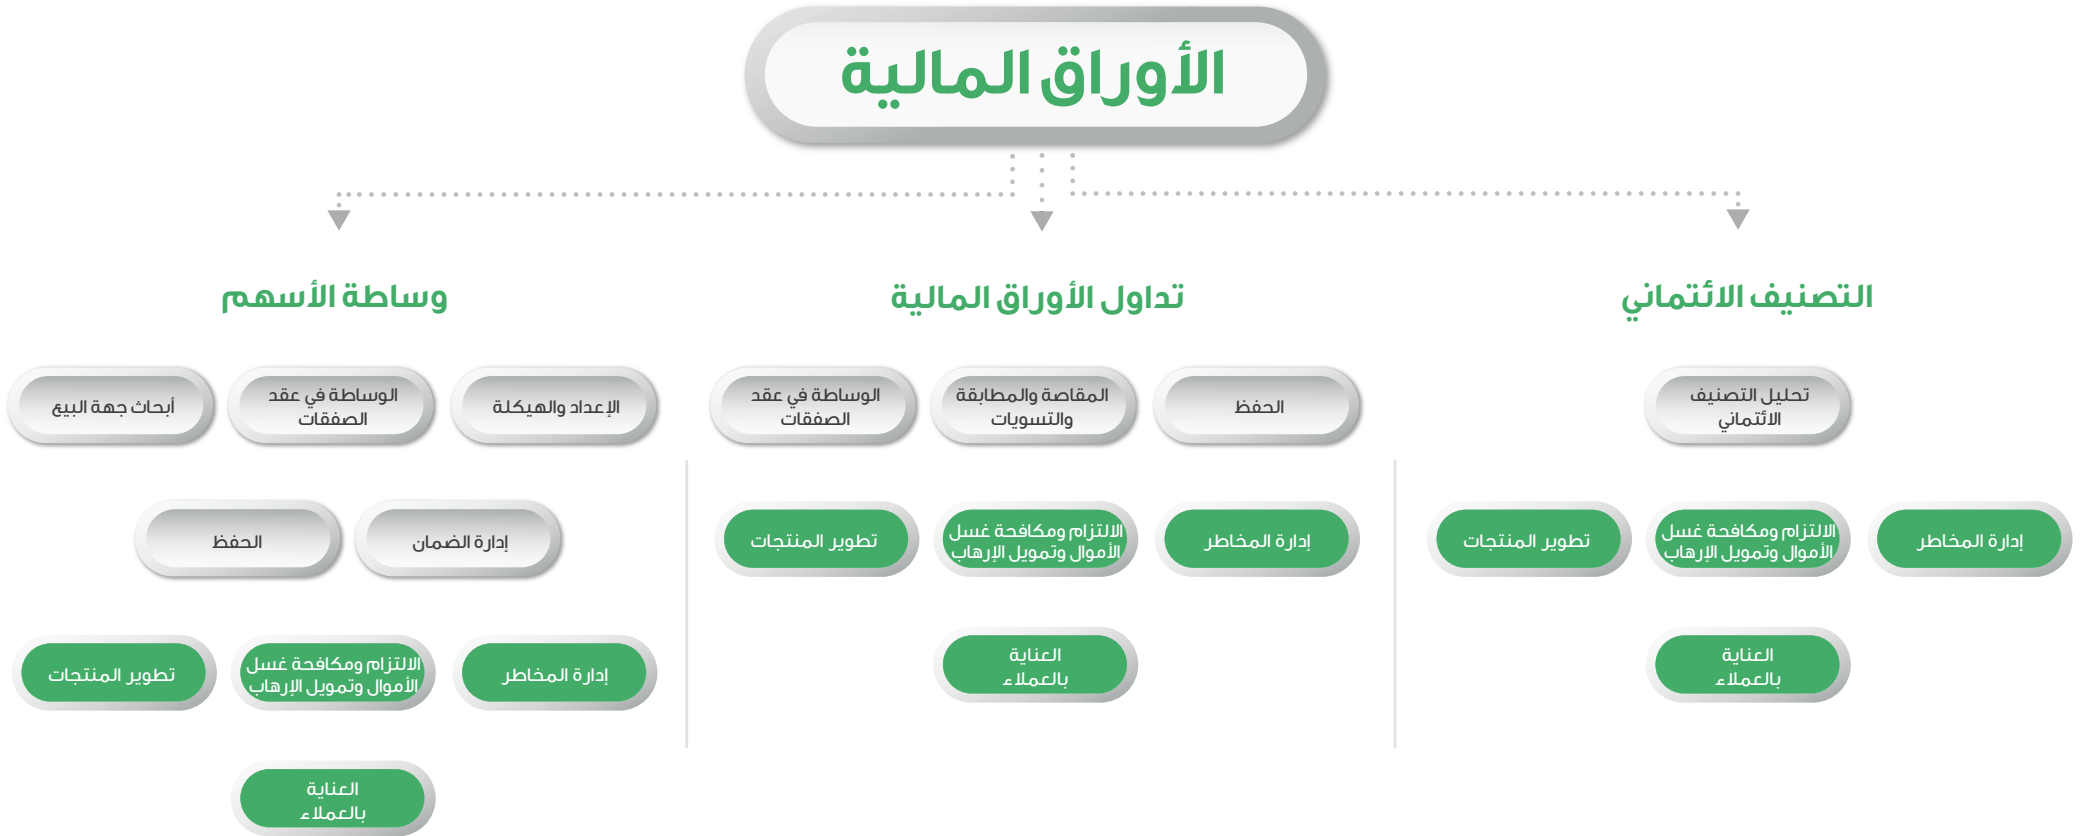 الأوراق المالية
التصنيف الائتماني
تحليل التصنيف
الائتماني
إدارة المخاطر
الالتزام ومكافحة غسل
الأموال وتمويل الإرهاب
تطوير المنتجات
العناية
بالعملاء
تداول الأوراق المالية
الحفظ
المقاصة والمطابقة
والتسويات
الوساطة في عقد
الصفقات
إدارة المخاطر
الالتزام ومكافحة غسل
الأموال وتمويل الإرهاب
تطوير المنتجات
العناية
بالعملاء
وساطة الأسهم
الإعداد والهيكلة
الوساطة في عقد
الصفقات
أبحاث جهة البيع
إدارة الضمان
الحفظ
إدارة المخاطر
الالتزام ومكافحة غسل
الأموال وتمويل الإرهاب
تطوير المنتجات
العناية
بالعملاء